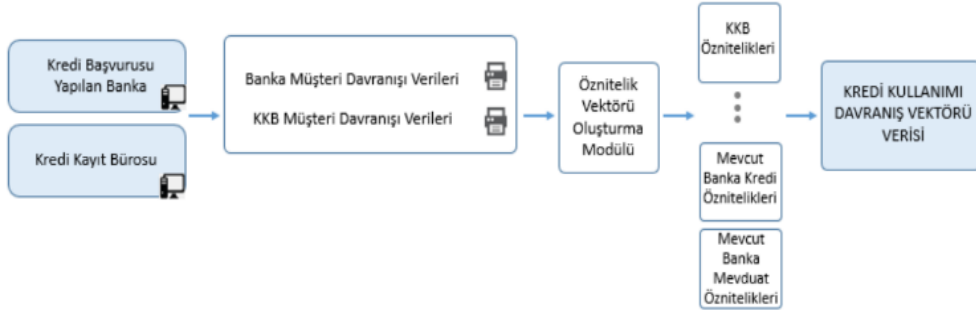 Kredi Başvurusu
Yapılan Banka
Kredi Kayıt Bürosu
Banka Müşteri Davranışı Verileri
KKB Müşteri Davranışı Verileri
Öznitelik
Vektörü
Oluşturma
Modülü
KKB
Öznitelikleri
Mevcut
Banka Kredi
Öznitelikleri
Mevcut
Banka
Mevduat
Öznitelikleri
KREDİ KULLANIMI
DAVRANIŞ VEKTÖRÜ
VERİSİ